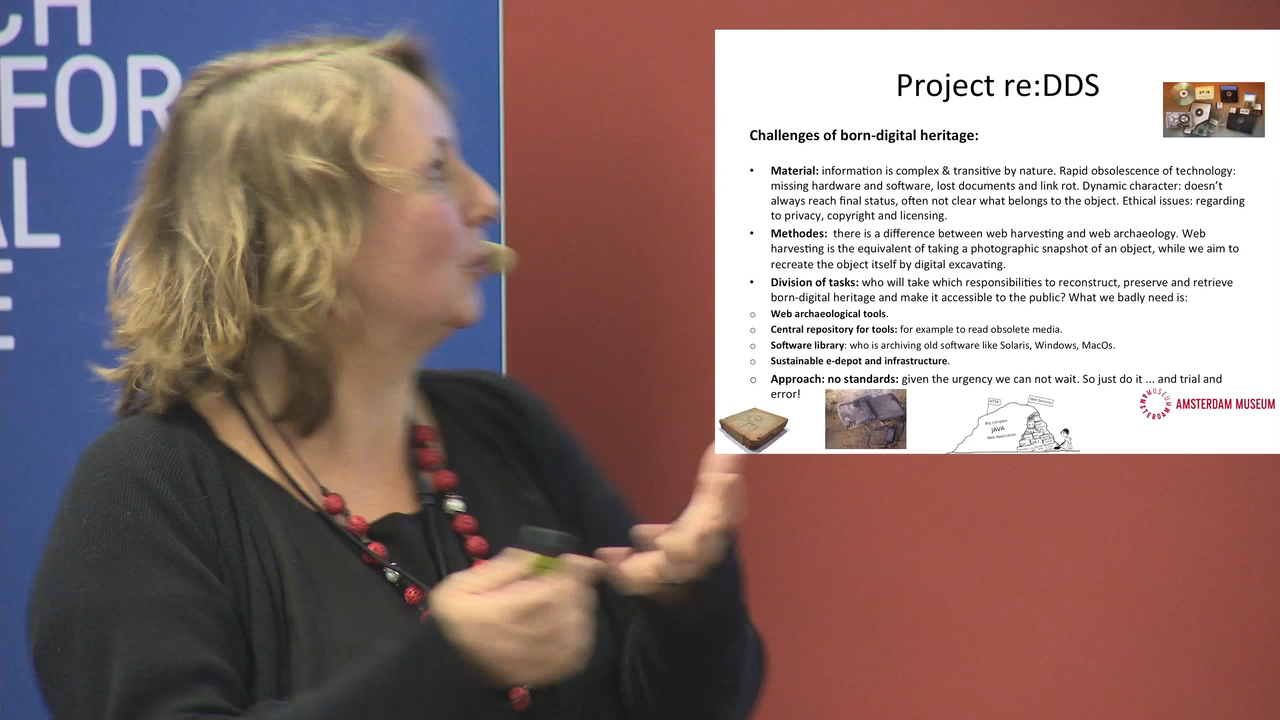 CH
FOR
AL
E
Project re:DDS
Challenges of born-digital heritage:
• Material: information is complex & transitive by nature. Rapid obsolescence of technology:
missing hardware and software, lost documents and link rot. Dynamic character: doesn't
always reach final status, often not clear what belongs to the object. Ethical issues: regarding
to privacy, copyright and licensing.
• Methodes: there is a difference between web harvesting and web archaeology. Web
harvesting is the equivalent of taking a photographic snapshot of an object, while we aim to
recreate the object itself by digital excavating.
• Division of tasks: who will take which responsibilities to reconstruct, preserve and retrieve
born-digital heritage and make it accessible to the public? What we badly need is:
o Web archaeological tools.
o Central repository for tools: for example to read obsolete media.
o Software library: who is archiving old software like Solaris, Windows, MacOs.
o Sustainable e-depot and infrastructure.
o Approach: no standards: given the urgency we can not wait. So just do it ... and trial and
error!
Web Services
Big complex
JAVA
Web Application
AMSTERDAM MUSEUM
AMSTERDAM MUSEUM